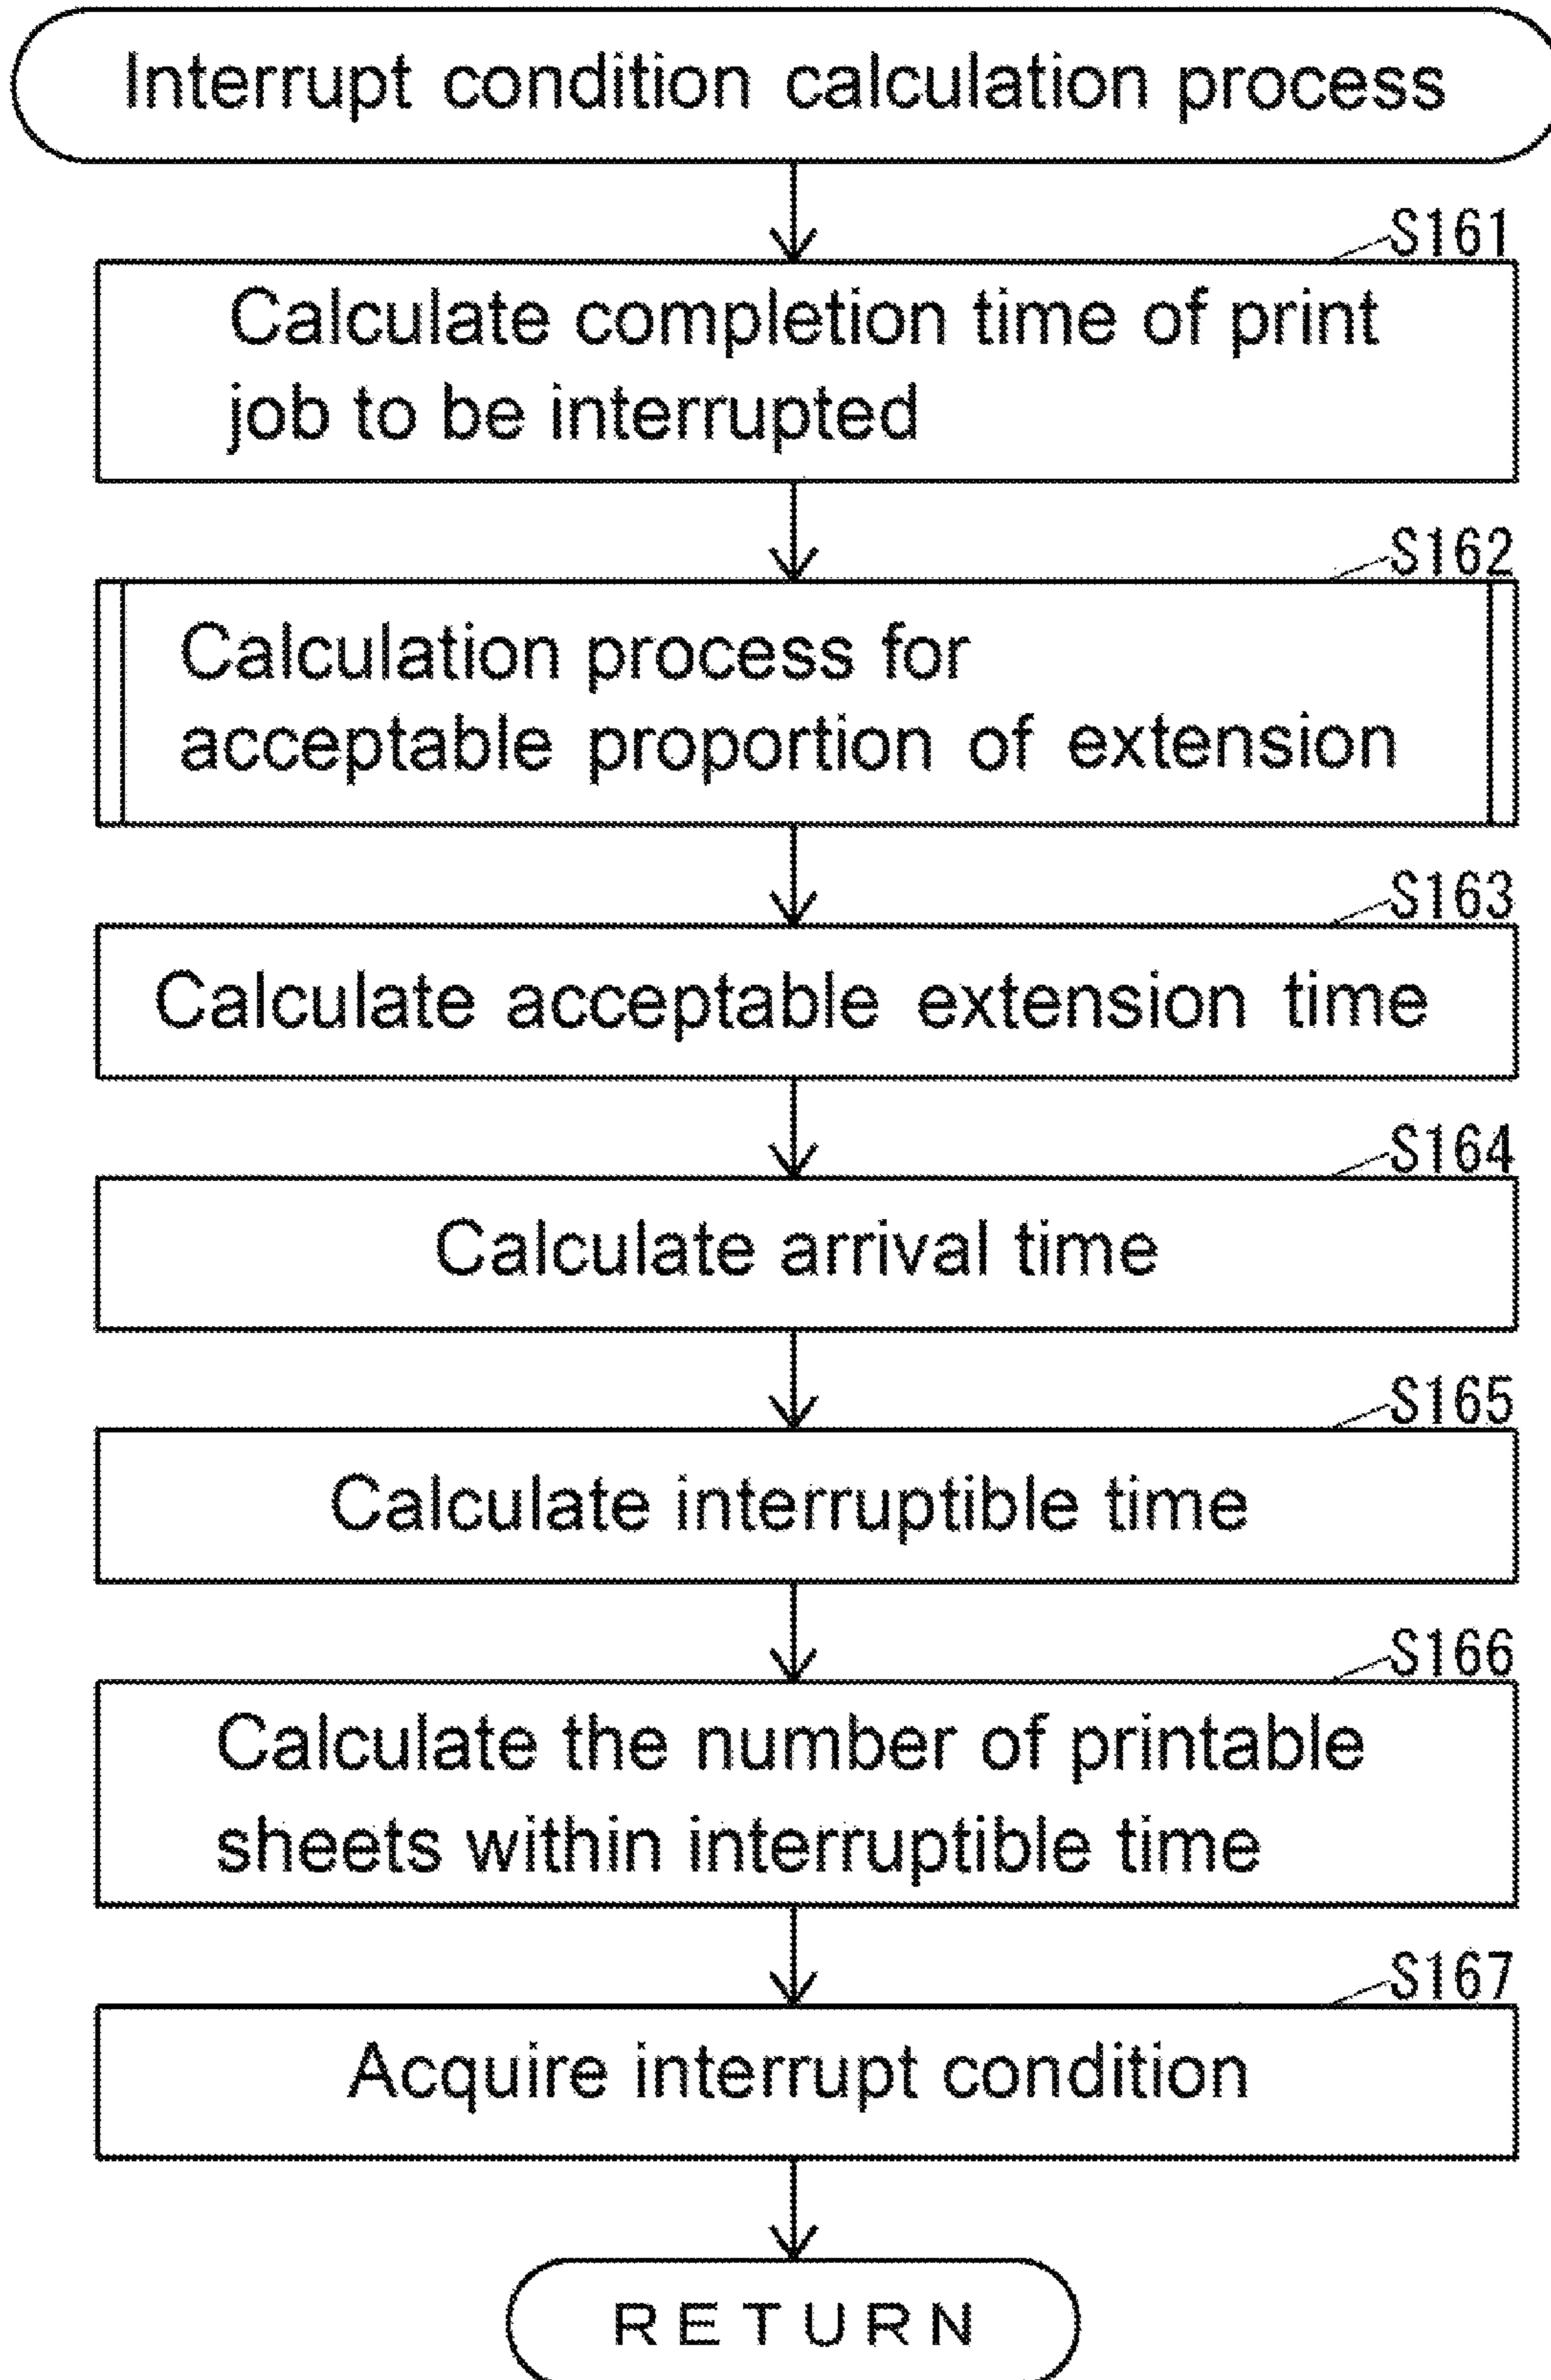 Interrupt condition calculation process
S161
Calculate completion time of print
job to be interrupted
S162
Calculation process for
acceptable proportion of extension
S163
Calculate acceptable extension time
S164
Calculate arrival time
S165
Calculate interruptible time
S166
Calculate the number of printable
sheets within interruptible time
S167
Acquire interrupt condition
RETURN